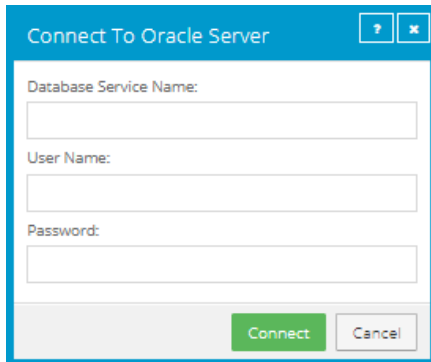 Connect To Oracle Server
? ×
Database Service Name:
User Name:
Password:
Connect Cancel